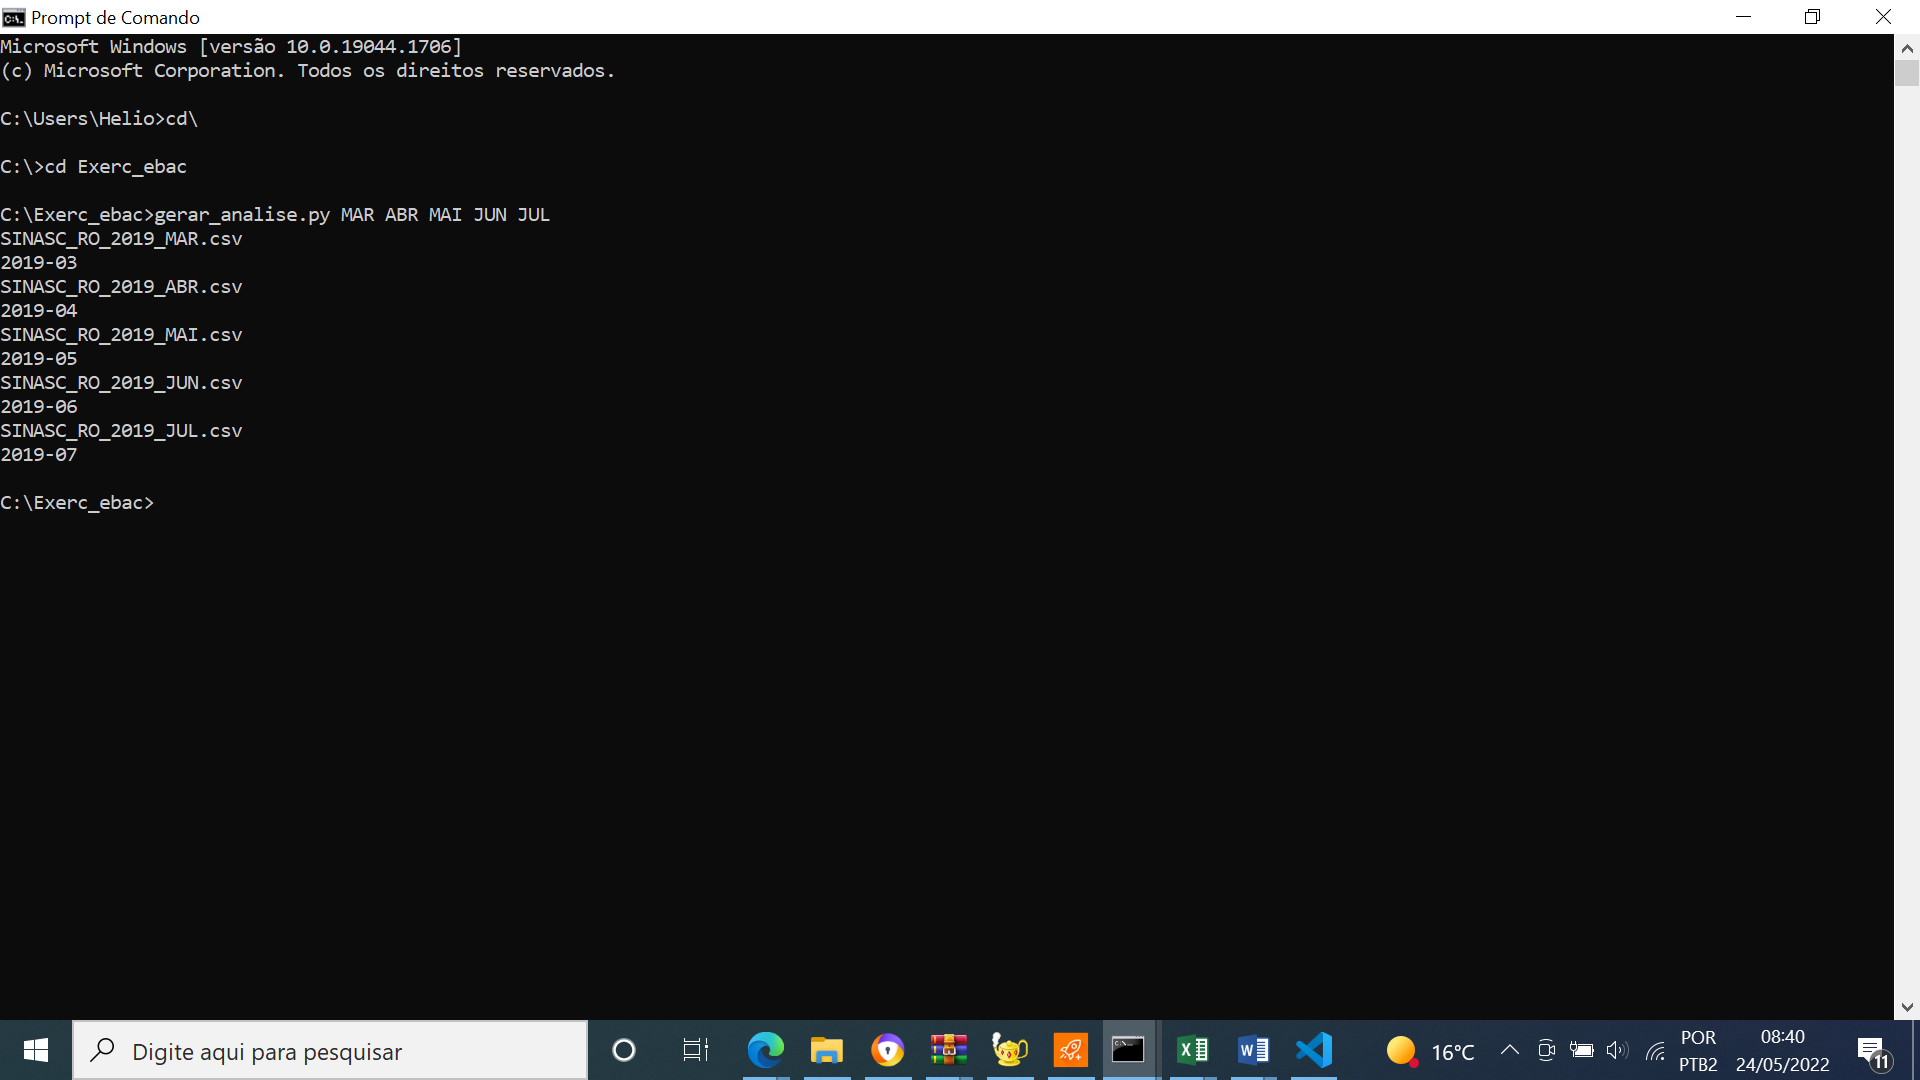 Prompt de Comando
Microsoft Windows [versão 10.0.19044.1706]
(c) Microsoft Corporation. Todos os direitos reservados.
C:\Users\Helio>cd\
C:\>cd Exerc_ebac
C:\Exerc_ebac>gerar_analise.py MAR ABR MAI JUN JUL
SINASC_RO_2019_MAR.csv
2019-03
SINASC_RO_2019_ABR.csv
2019-04
SINASC_RO_2019_MAI.csv
2019-05
SINASC_RO_2019_JUN.csv
2019-06
SINASC_RO_2019_JUL.csv
2019-07
C:\Exerc_ebac>
Digite aqui para pesquisar
16°C
POR
PTB2
08:40
24/05/2022
11